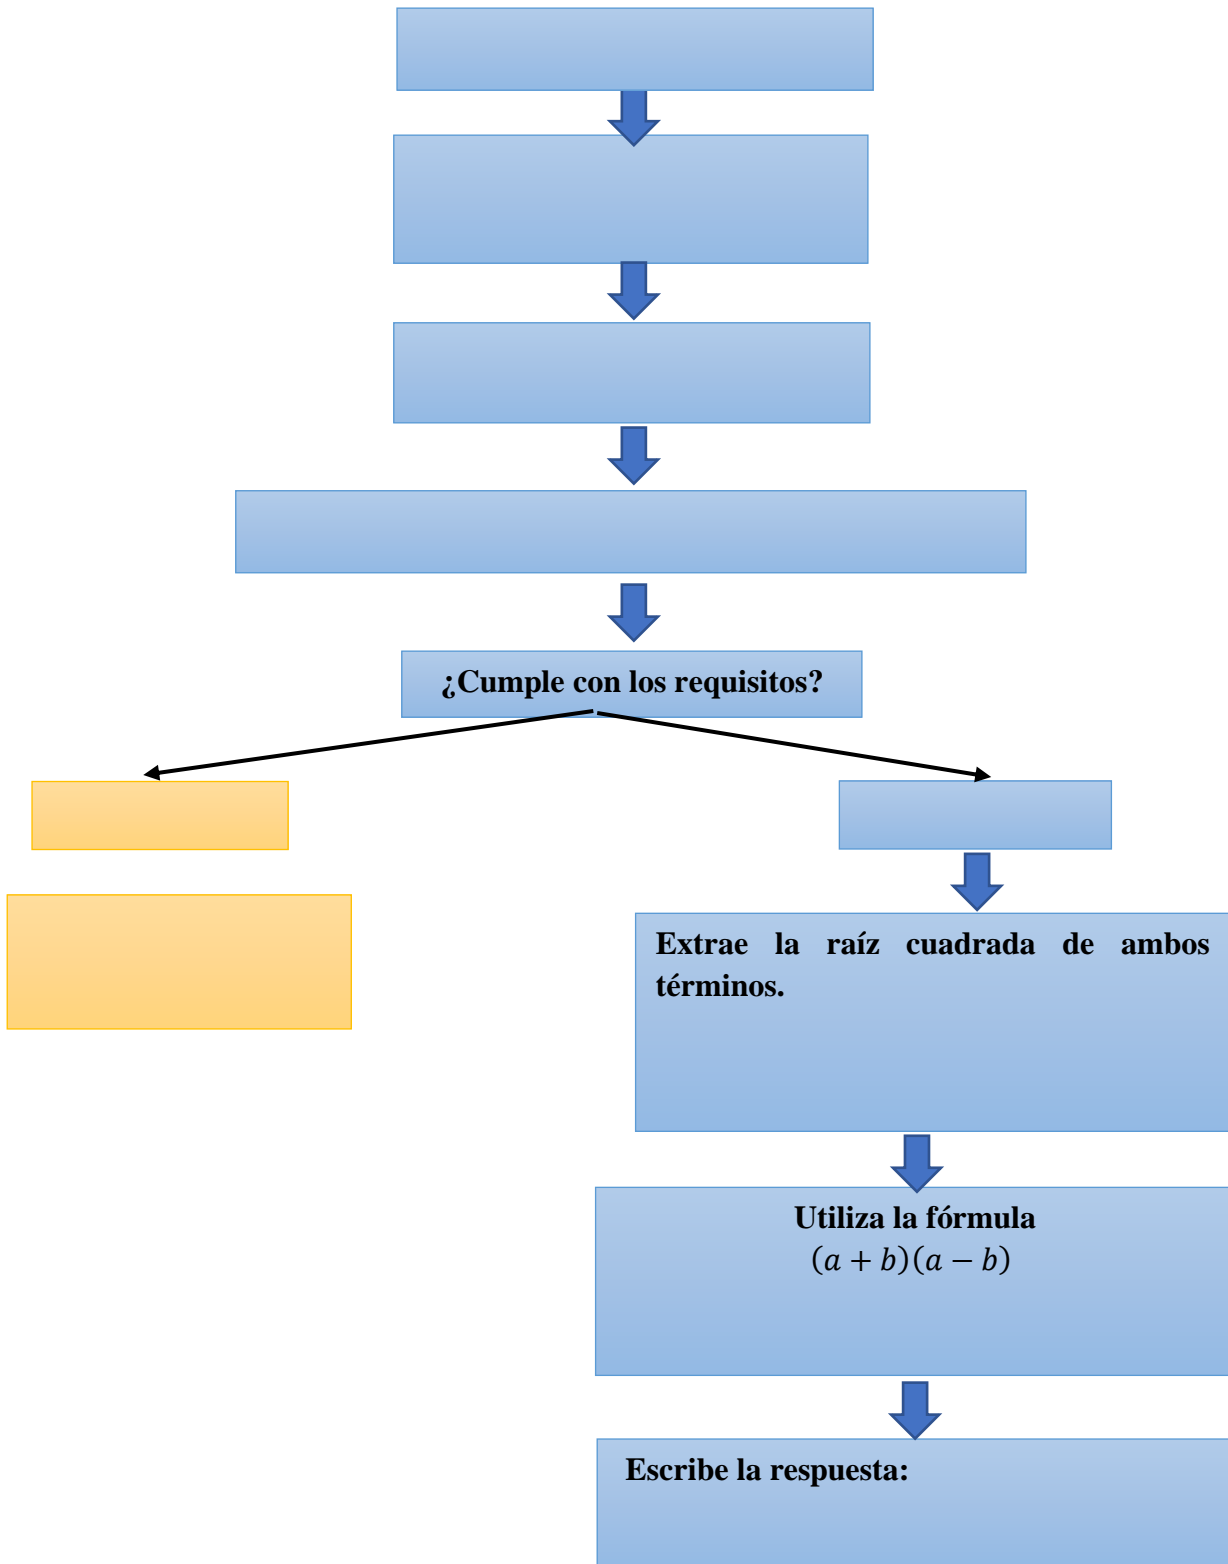 ¿Cumple con los requisitos?
Extrae la raíz cuadrada de ambos
términos.
Utiliza la fórmula
(a + b)(a − b)
Escribe la respuesta: